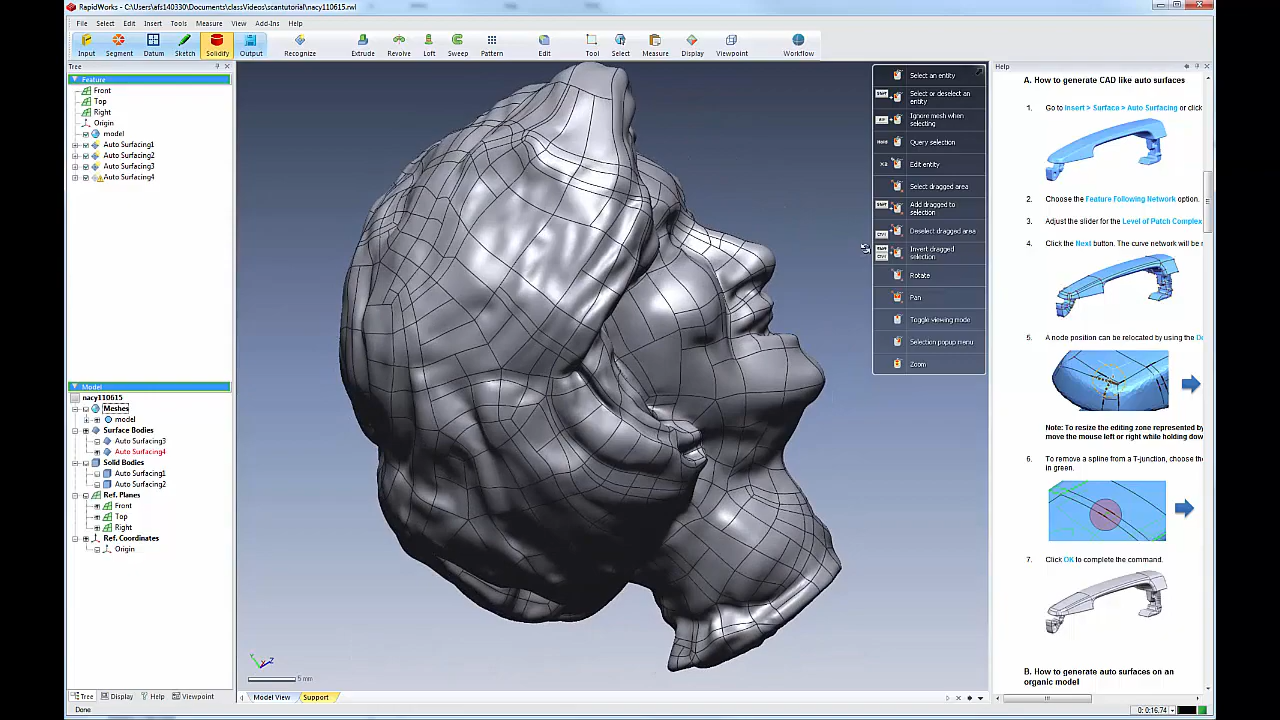 RapidWorks - C:\Users\afs140330\Documents\classVideos\scantutorial\nacy110615.rwl
File Select Edit Insert Tools Measure View Add-Ins Help
Input Segment Datum Sketch Solidify Output Recognize Extrude Revolve Loft Sweep Pattern Edit Tool Select Measure Display Viewpoint Workflow
Tree
Feature
Front
Top
Right
Origin
model
Auto Surfacing1
Auto Surfacing2
Auto Surfacing3
Auto Surfacing4
Model
nacy110615
Meshes
model
Surface Bodies
Auto Surfacing3
Auto Surfacing4
Solid Bodies
Auto Surfacing1
Auto Surfacing2
Ref. Planes
Front
Top
Right
Ref. Coordinates
Origin
Tree Display Help Viewpoint
Done
Select an entity
Select or deselect an
entity
Ignore mesh when
selecting
Query selection
Edit entity
Select dragged area
Add dragged to
selection
Deselect dragged area
Invert dragged
selection
Rotate
Pan
Toggle viewing mode
Selection popup menu
Zoom
5 mm
Model View Support
Help
A. How to generate CAD like auto surfaces
1. Go to Insert > Surface > Auto Surfacing or click
2. Choose the Feature Following Network option.
3. Adjust the slider for the Level of Patch Complex
4. Click the Next button. The curve network will be
5. A node position can be relocated by using the
Note: To resize the editing zone represented by
move the mouse left or right while holding down
6. To remove a spline from a T-junction, choose the
in green.
7. Click OK to complete the command.
B. How to generate auto surfaces on an
organic model
0: 0:16.74